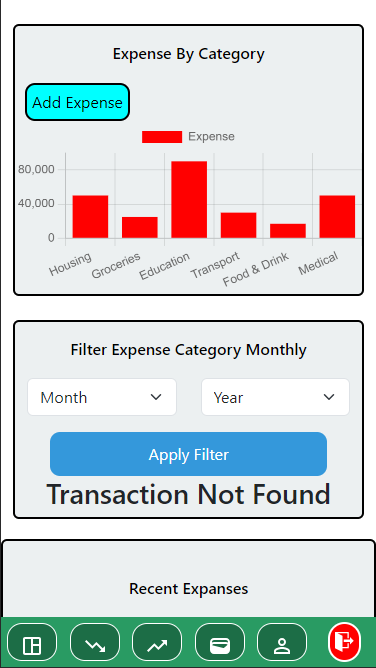 Expense By Category
Add Expense
Expense
80,000
40,000
0
Housing
Groceries
Education
Transport
Food & Drink
Medical
Filter Expense Category Monthly
Month
Year
Apply Filter
Transaction Not Found
Recent Expanses